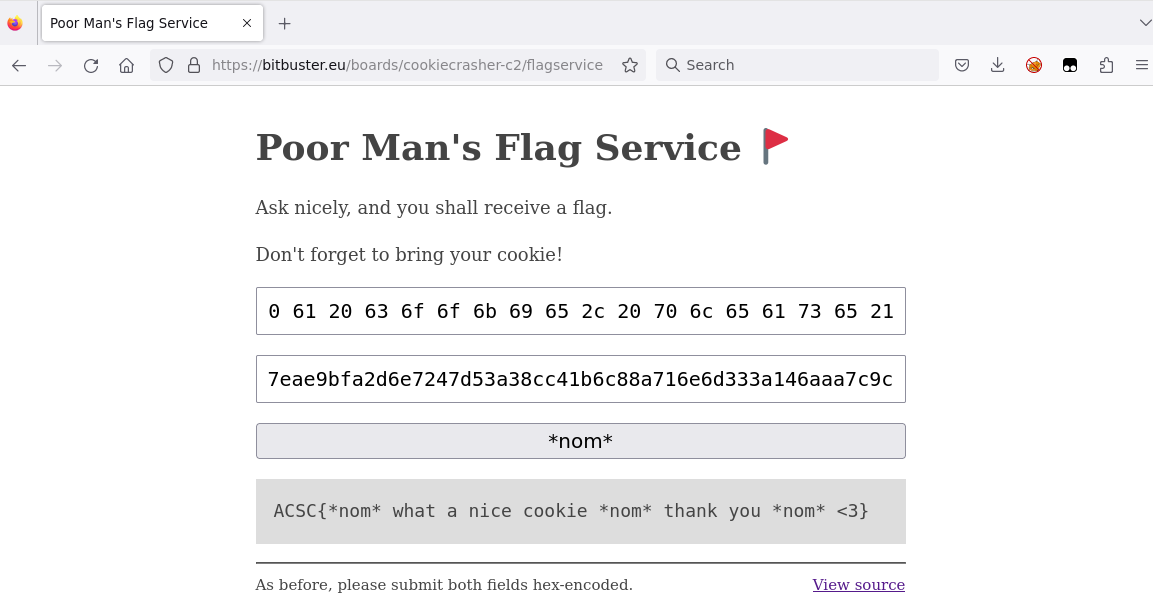 Poor Man's Flag Service
https://bitbuster.eu/boards/cookiecrasher-c2/flagservice
Search
Poor Man's Flag Service
Ask nicely, and you shall receive a flag.
Don't forget to bring your cookie!
0 61 20 63 6f 6f 6b 69 65 2c 20 70 6c 65 61 73 65 21
7eae9bfa2d6e7247d53a38cc41b6c88a716e6d333a146aaa7c9c
*nom*
ACSC{*nom* what a nice cookie *nom* thank you *nom* <3}
As before, please submit both fields hex-encoded.
View source